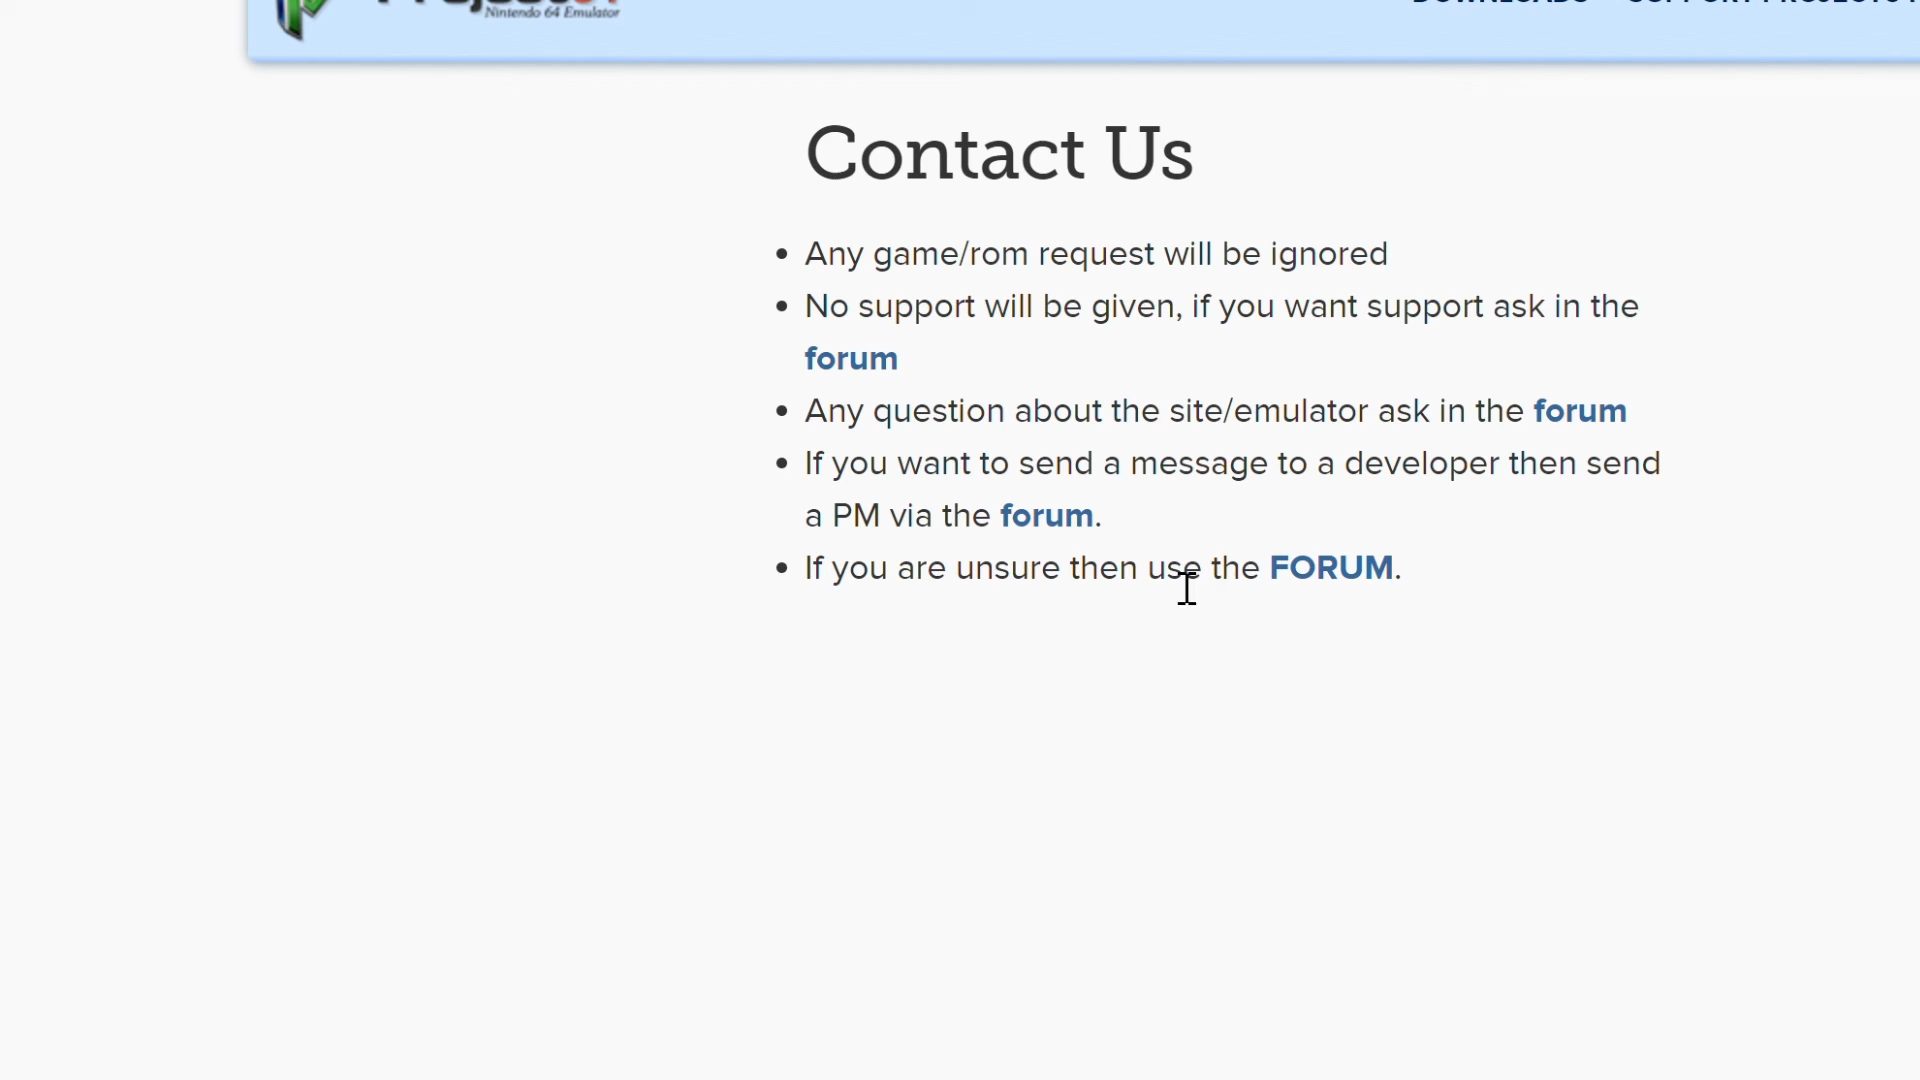 Nintendo 64 Emulator
Contact Us
Any game/rom request will be ignored
No support will be given, if you want support ask in the
forum
Any question about the site/emulator ask in the forum
If you want to send a message to a developer then send
a PM via the forum.
If you are unsure then use the FORUM.